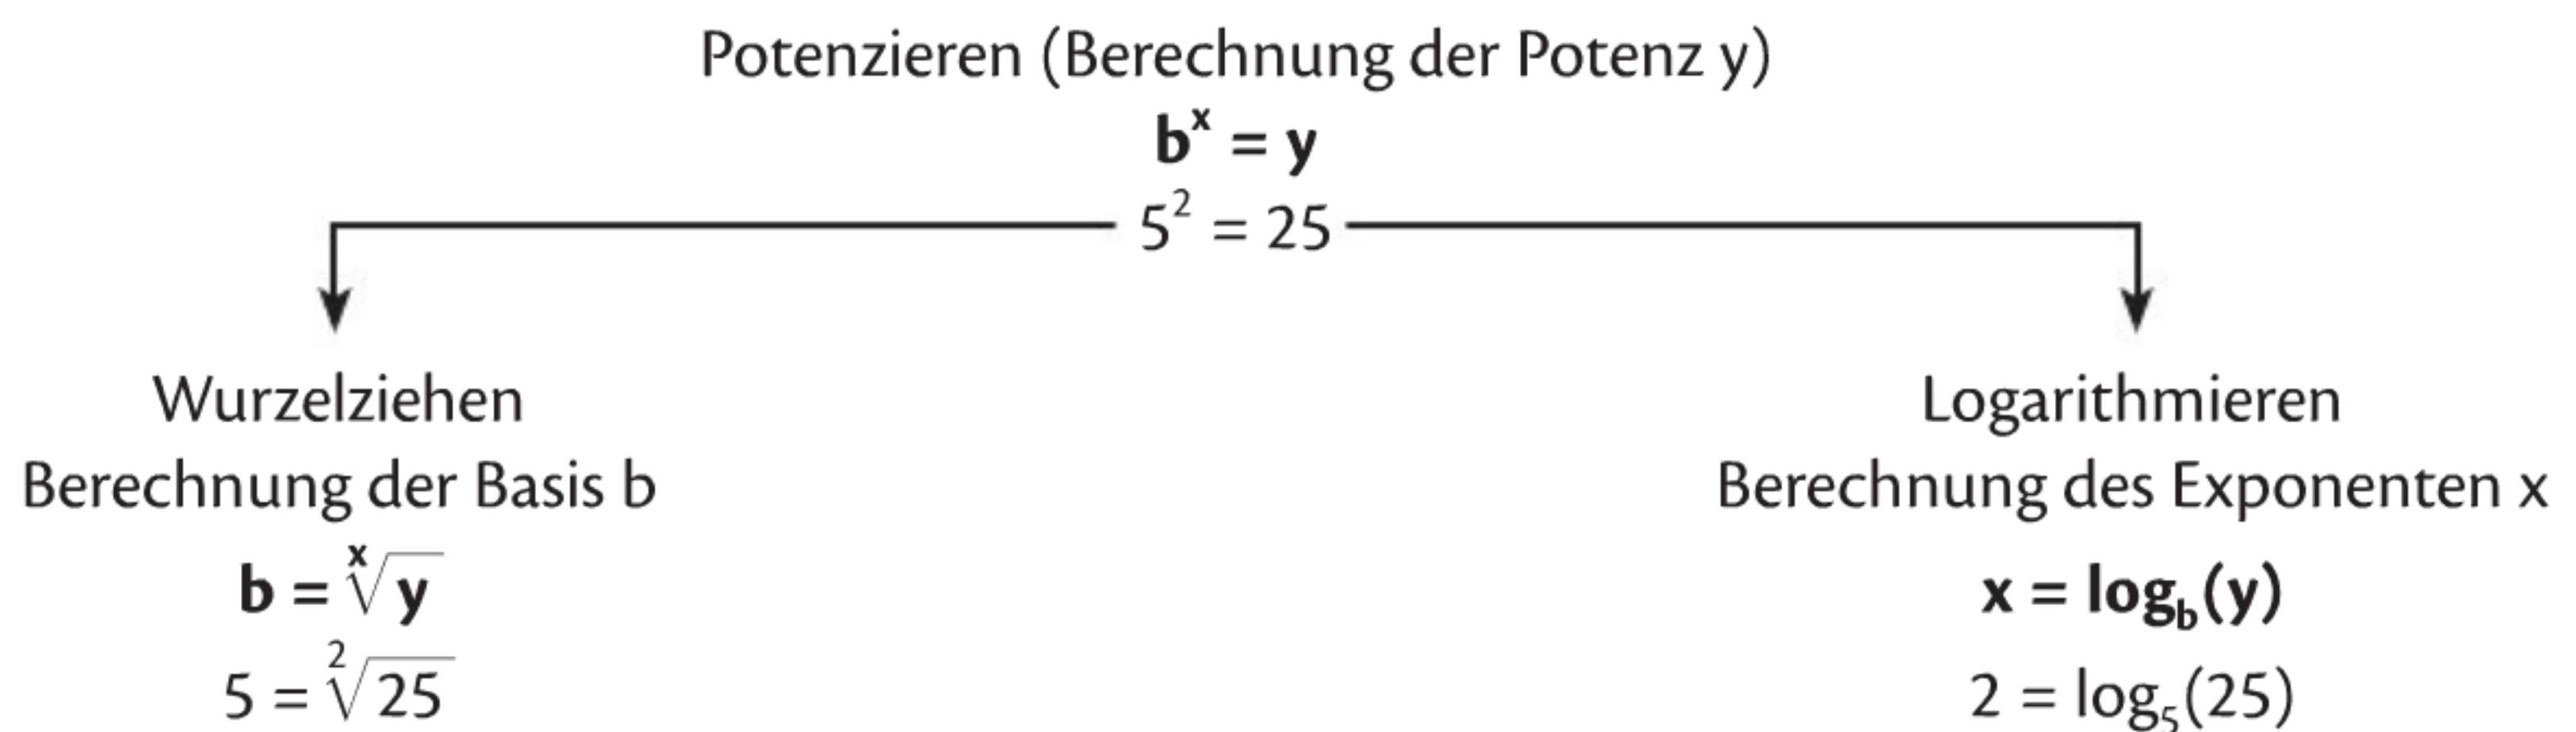 Potenzieren (Berechnung der Potenz y)
bˣ = y
5² = 25
Wurzelziehen
Berechnung der Basis b
b = ˣ√y
5 = ²√25
Logarithmieren
Berechnung des Exponenten x
x = log_b(y)
2 = log₅(25)